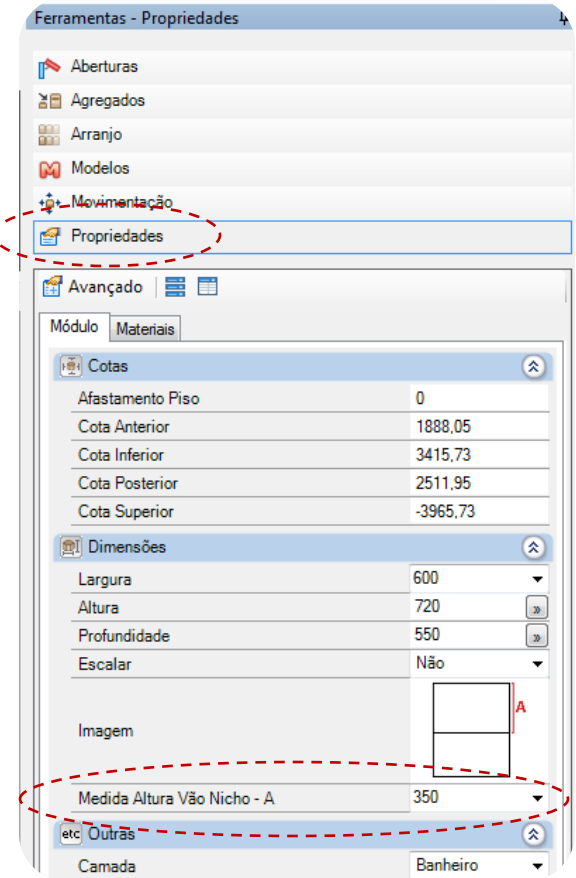 Ferramentas - Propriedades
Aberturas
Agregados
Arranjo
Modelos
Movimentação
Propriedades
Avançado
Módulo Materiais
Cotas
Afastamento Piso 0
Cota Anterior 1888,05
Cota Inferior 3415,73
Cota Posterior 2511,95
Cota Superior -3965,73
Dimensões
Largura 600
Altura 720
Profundidade 550
Escalar Não
Imagem A
Medida Altura Vão Nicho - A 350
etc Outras
Camada Banheiro